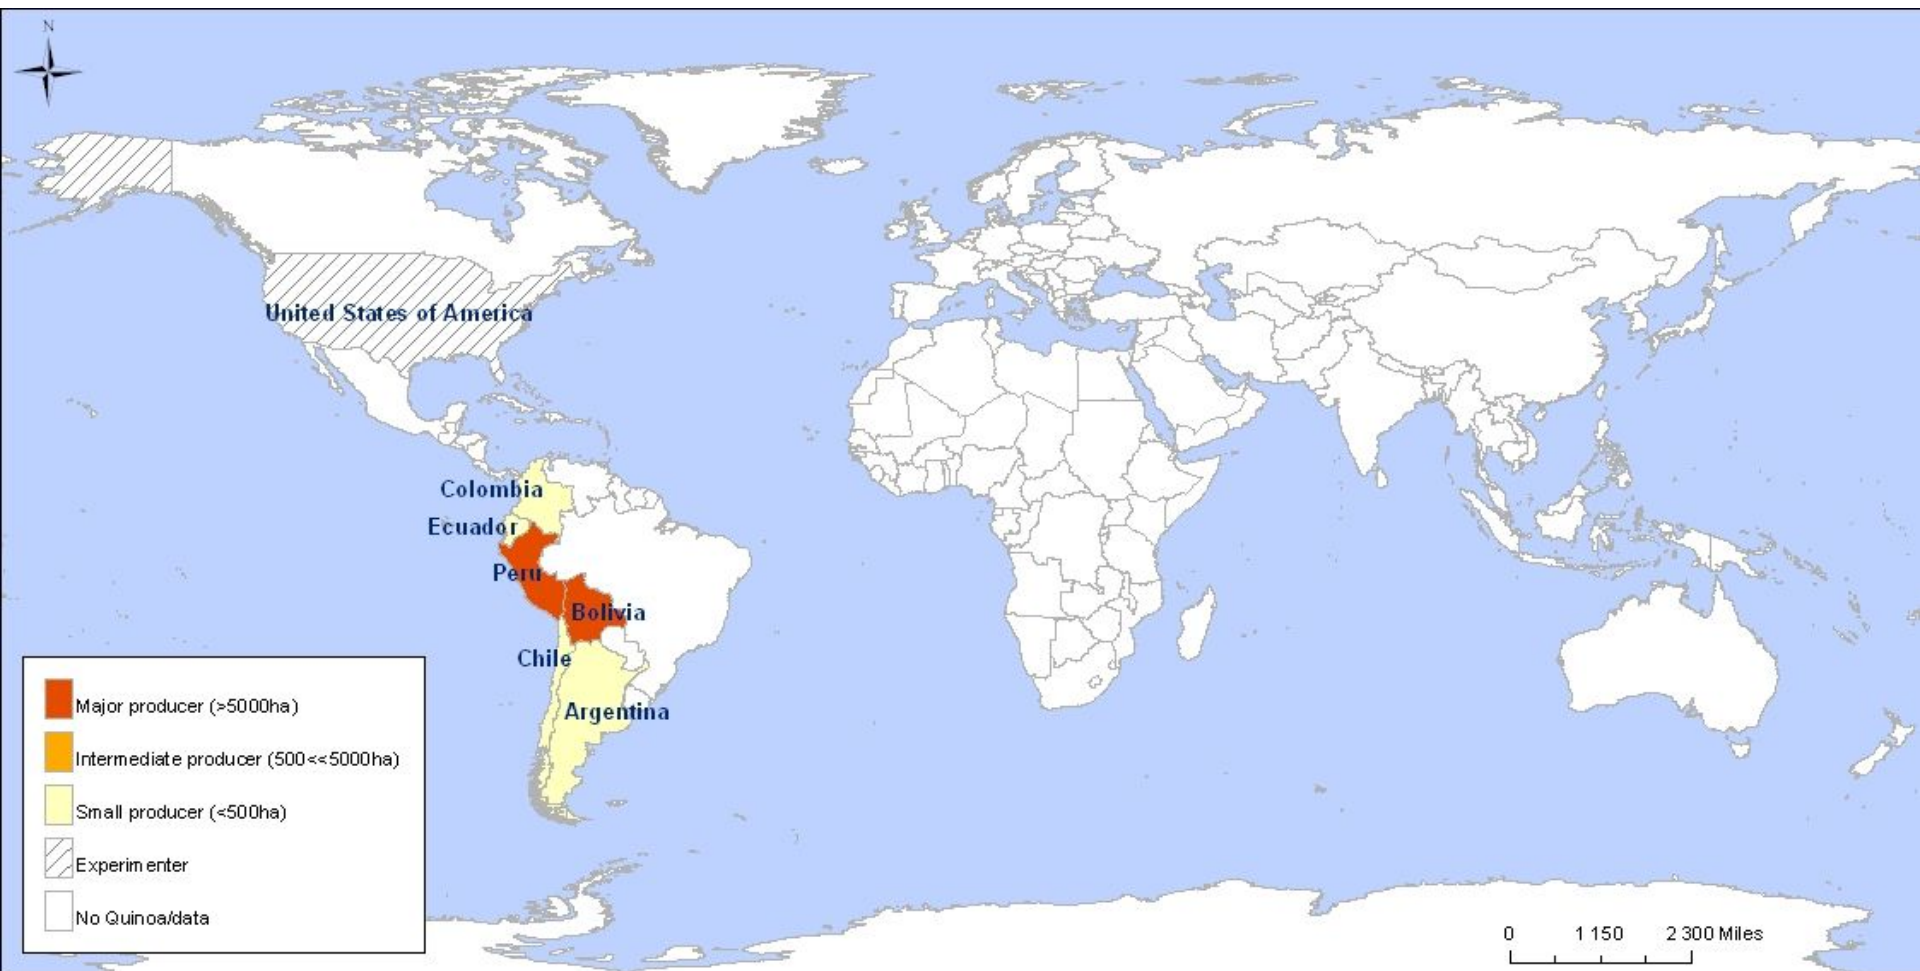 N
United States of America
Colombia
Ecuador
Peru
Bolivia
Chile
Argentina
Major producer (>5000ha)
Intermediate producer (500<<5000ha)
Small producer (<500ha)
Experimenter
No Quinoa/data
0 1 150 2 300 Miles